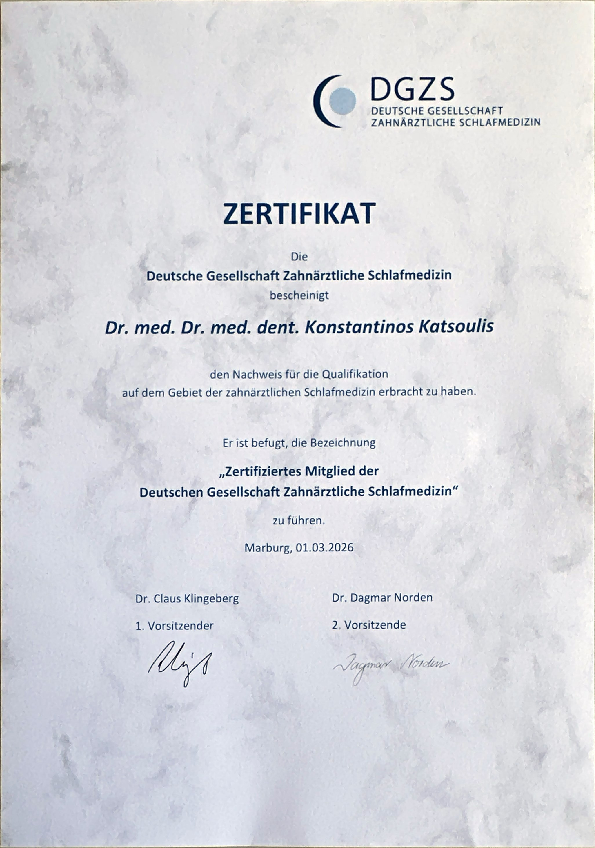 DGZS
DEUTSCHE GESELLSCHAFT
ZAHNÄRZTLICHE SCHLAFMEDIZIN
ZERTIFIKAT
Die
Deutsche Gesellschaft Zahnärztliche Schlafmedizin
bescheinigt
Dr. med. Dr. med. dent. Konstantinos Katsoulis
den Nachweis für die Qualifikation
auf dem Gebiet der zahnärztlichen Schlafmedizin erbracht zu haben.
Er ist befugt, die Bezeichnung
„Zertifiziertes Mitglied der
Deutschen Gesellschaft Zahnärztliche Schlafmedizin“
zu führen.
Marburg, 01.03.2026
Dr. Claus Klingeberg Dr. Dagmar Norden
1. Vorsitzender 2. Vorsitzende
Dagmar Norden